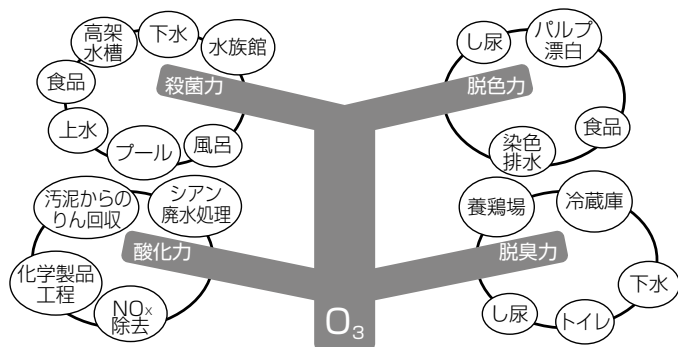 高架
水槽
下水
水族館
食品
殺菌力
上水
プール
風呂
し尿
パルプ
漂白
脱色力
食品
染色
排水
汚泥からの
りん回収
シアン
廃水処理
酸化力
化学製品
工程
NOx
除去
養鶏場
冷蔵庫
脱臭力
下水
し尿
トイレ
O3